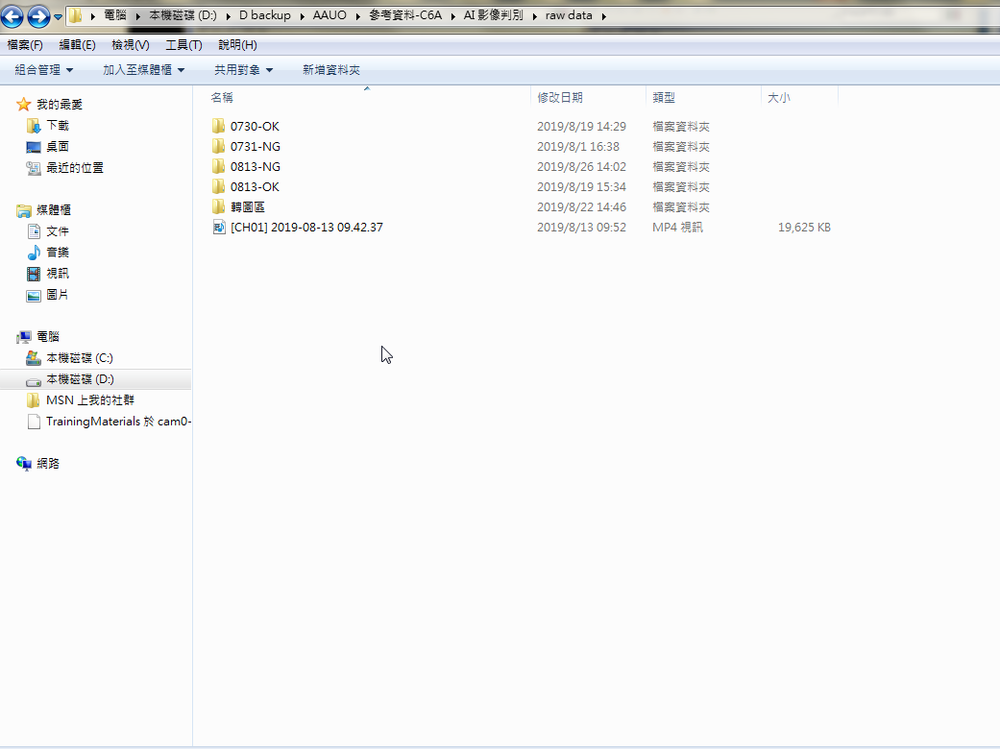 電腦 本機磁碟 (D:) D backup AAUO 參考資料-C6A AI 影像判別 raw data
檔案(F) 編輯(E) 檢視(V) 工具(T) 說明(H)
組合管理 加入至媒體櫃 共用對象 新增資料夾
我的最愛
下載
桌面
最近的位置
媒體櫃
文件
音樂
視訊
圖片
電腦
本機磁碟 (C:)
本機磁碟 (D:)
MSN 上我的社群
TrainingMaterials 於 cam0-
網路
名稱 修改日期 類型 大小
0730-OK 2019/8/19 14:29 檔案資料夾
0731-NG 2019/8/1 16:38 檔案資料夾
0813-NG 2019/8/26 14:02 檔案資料夾
0813-OK 2019/8/19 15:34 檔案資料夾
轉圖區 2019/8/22 14:46 檔案資料夾
[CH01] 2019-08-13 09.42.37 2019/8/13 09:52 MP4 視訊 19,625 KB